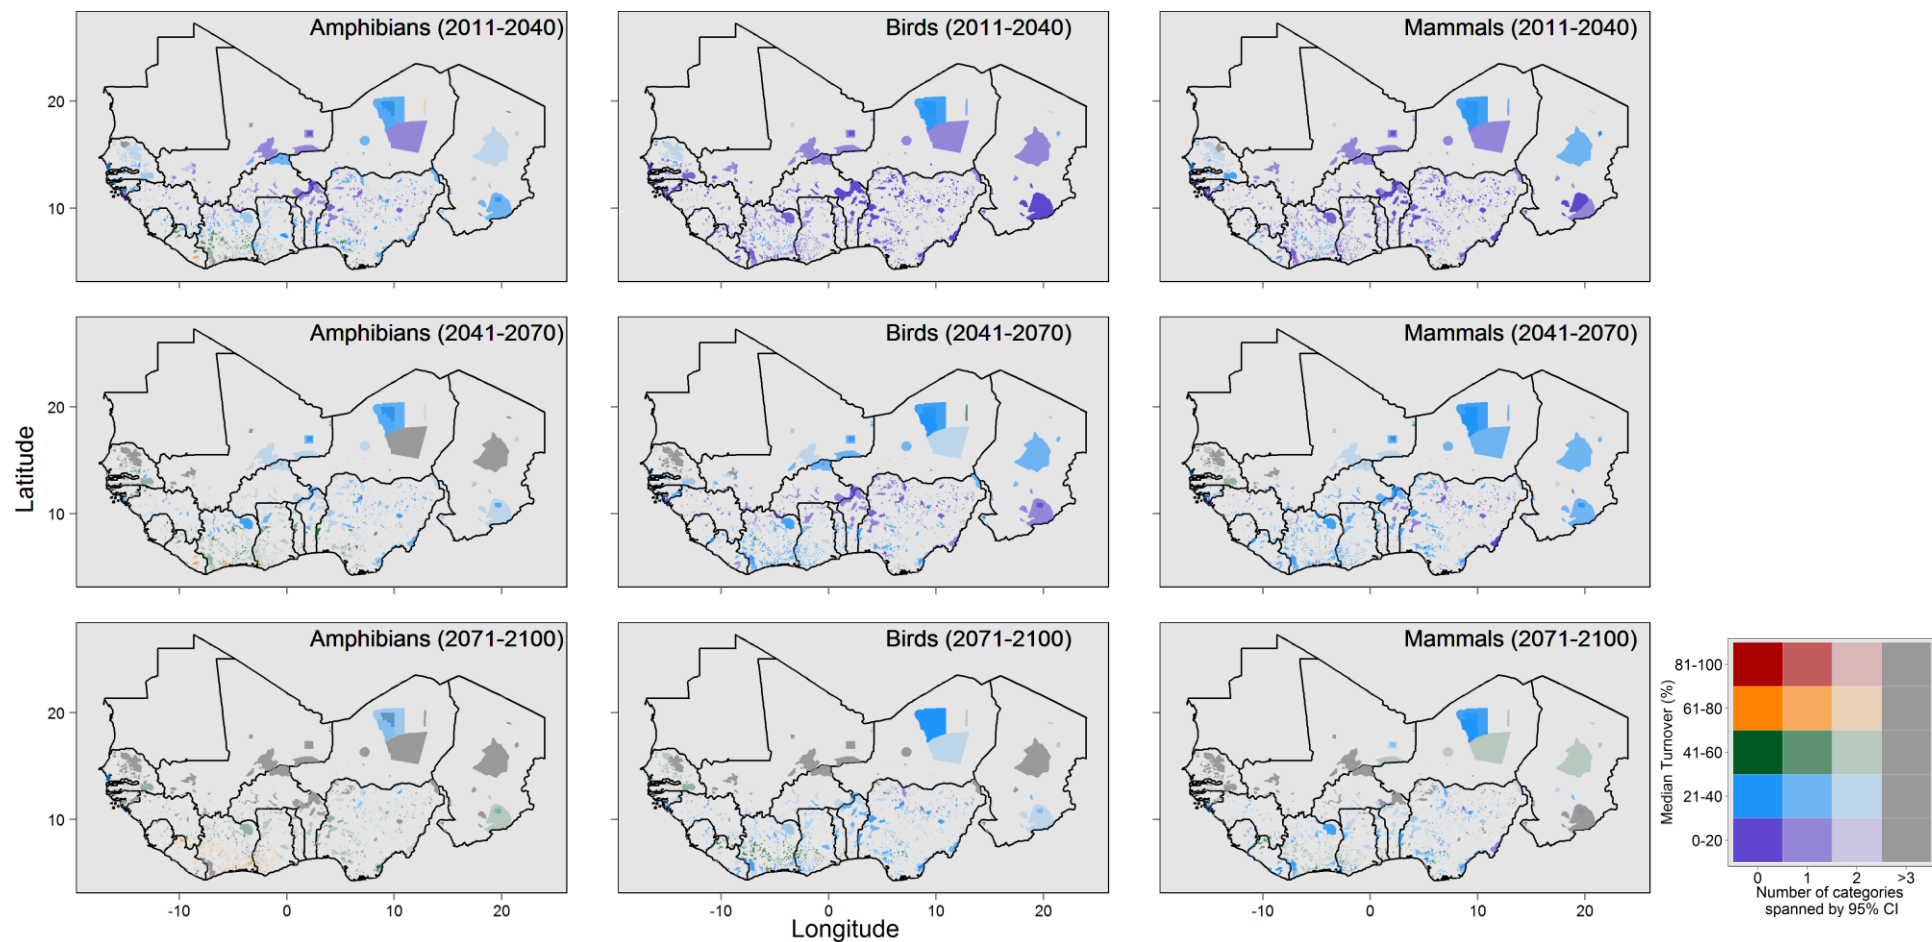 Amphibians (2011-2040)
Birds (2011-2040)
Mammals (2011-2040)
20
10
Amphibians (2041-2070)
Birds (2041-2070)
Mammals (2041-2070)
20
10
Latitude
Amphibians (2071-2100)
Birds (2071-2100)
Mammals (2071-2100)
20
10
-10 0 10 20
-10 0 10 20
-10 0 10 20
Longitude
Median Turnover (%)
81-100
61-80
41-60
21-40
0-20
0 1 2 >3
Number of categories
spanned by 95% CI